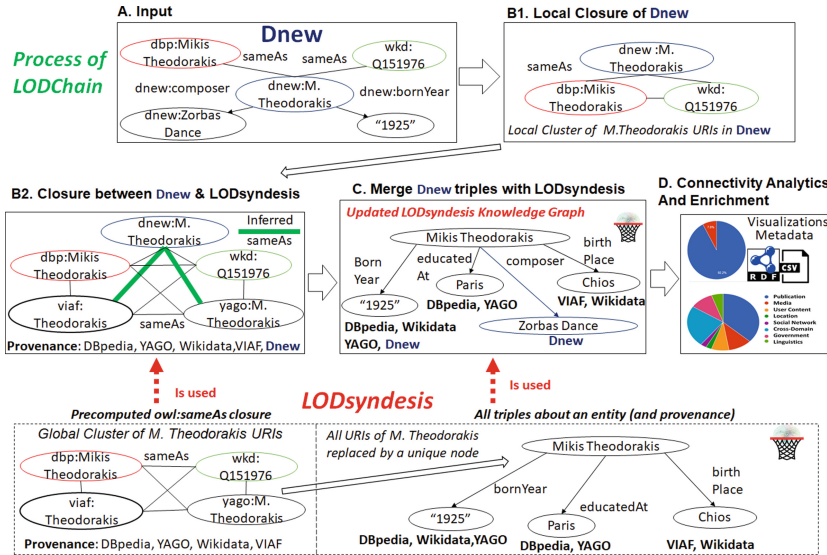 A. Input
Process of
LODChain
Dnew
dbp:Mikis
Theodorakis
sameAs
sameAs
wkd:
Q151976
dnew:composer
dnew:M.
Theodorakis
dnew:bornYear
dnew:Zorbas
Dance
“1925”
B1. Local Closure of Dnew
sameAs
dnew :M.
Theodorakis
dbp:Mikis
Theodorakis
wkd:
Q151976
Local Cluster of M.Theodorakis URIs in Dnew
B2. Closure between Dnew & LODsyndesis
dnew:M.
Theodorakis
Inferred
sameAs
dbp:Mikis
Theodorakis
wkd:
Q151976
viaf:
Theodorakis
sameAs
yago:M.
Theodorakis
Provenance: DBpedia, YAGO, Wikidata,VIAF, Dnew
C. Merge Dnew triples with LODsyndesis
Updated LODsyndesis Knowledge Graph
Mikis Theodorakis
Born
Year
educated
At
composer
birth
Place
“1925”
Paris
Chios
DBpedia, YAGO
VIAF, Wikidata
DBpedia, Wikidata
YAGO, Dnew
Zorbas Dance
Dnew
D. Connectivity Analytics
And Enrichment
Visualizations
Metadata
RDF
CSV
Publication
Media
User Content
Location
Social Network
Cross-Domain
Government
Linguistics
Is used
LODsyndesis
Is used
Precomputed owl:sameAs closure
All triples about an entity (and provenance)
Global Cluster of M. Theodorakis URIs
dbp:Mikis
Theodorakis
sameAs
wkd:
Q151976
viaf:
Theodorakis
yago:M.
Theodorakis
Provenance: DBpedia, YAGO, Wikidata, VIAF
All URIs of M. Theodorakis
replaced by a unique node
Mikis Theodorakis
bornYear
educatedAt
birth
Place
“1925”
Paris
Chios
DBpedia, Wikidata,YAGO
DBpedia, YAGO
VIAF, Wikidata